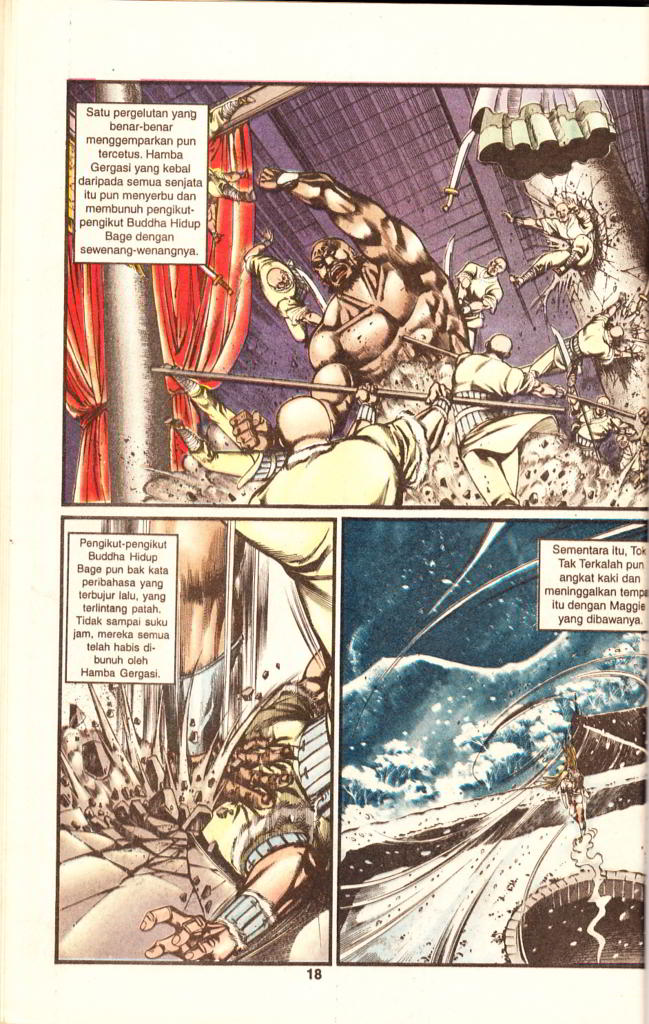 Satu pergelutan yang
benar-benar
menggemparkan pun
tercetus. Hamba
Gergasi yang kebal
daripada semua senjata
itu pun menyerbu dan
membunuh pengikut-
pengikut Buddha Hidup
Bage dengan
sewenang-wenangnya.
Pengikut-pengikut
Buddha Hidup
Bage pun bak kata
peribahasa yang
terbujur lalu, yang
terlintang patah.
Tidak sampai suku
jam, mereka semua
telah habis di-
bunuh oleh
Hamba Gergasi.
Sementara itu, Tok
Tak Terkalah pun
angkat kaki dan
meninggalkan tempa
itu dengan Maggie
yang dibawanya.
18